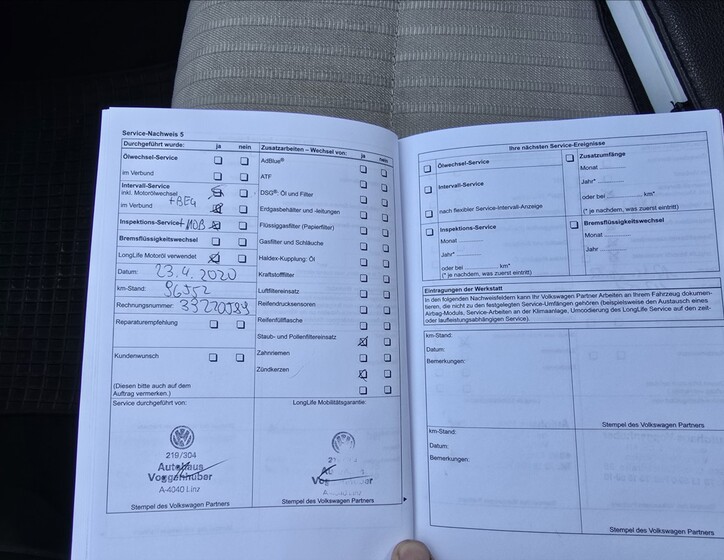 Service-Nachweis 5
Durchgeführt wurde: ja nein
Ölwechsel-Service
im Verbund
Intervall-Service
inkl. Motorölwechsel
im Verbund + BEG
Inspektions-Service + MDB
Bremsflüssigkeitswechsel
LongLife Motoröl verwendet
Datum: 23.4.2020
km-Stand: 96552
Rechnungsnummer:
Reparaturempfehlung
Kundenwunsch
(Diesen bitte auch auf dem
Auftrag vermerken.)
Service durchgeführt von:
219/304
Autohaus
Voggenhuber
A-4040 Linz
Stempel des Volkswagen Partners
Zusatzarbeiten – Wechsel von: ja nein
AdBlue®
ATF
DSG®: Öl und Filter
Erdgasbehälter und -leitungen
Flüssiggasfilter (Papierfilter)
Gasfilter und Schläuche
Haldex-Kupplung: Öl
Kraftstofffilter
Luftfiltereinsatz
Reifendrucksensoren
Reifenfüllflasche
Staub- und Pollenfiltereinsatz
Zahnriemen
Zündkerzen
LongLife Mobilitätsgarantie:
Stempel des Volkswagen Partners
Ihre nächsten Service-Ereignisse
Ölwechsel-Service
Intervall-Service
nach flexibler Service-Intervall-Anzeige
Inspektions-Service
Monat
Jahr*
oder bei km*
(* je nachdem, was zuerst eintritt)
Zusatzumfänge
Monat
Jahr*
oder bei km*
(* je nachdem, was zuerst eintritt)
Bremsflüssigkeitswechsel
Monat
Jahr
Eintragungen der Werkstatt
In den folgenden Nachweisfeldern kann Ihr Volkswagen Partner Arbeiten an Ihrem Fahrzeug dokumen-
tieren, die nicht zu den festgelegten Service-Umfängen gehören (beispielsweise den Austausch eines
Airbag-Moduls, Service-Arbeiten an der Klimaanlage, Umcodierung des LongLife Service auf den zeit-
oder laufleistungsabhängigen Service).
km-Stand:
Datum:
Bemerkungen:
Stempel des Volkswagen Partners
km-Stand:
Datum:
Bemerkungen:
Stempel des Volkswagen Partners